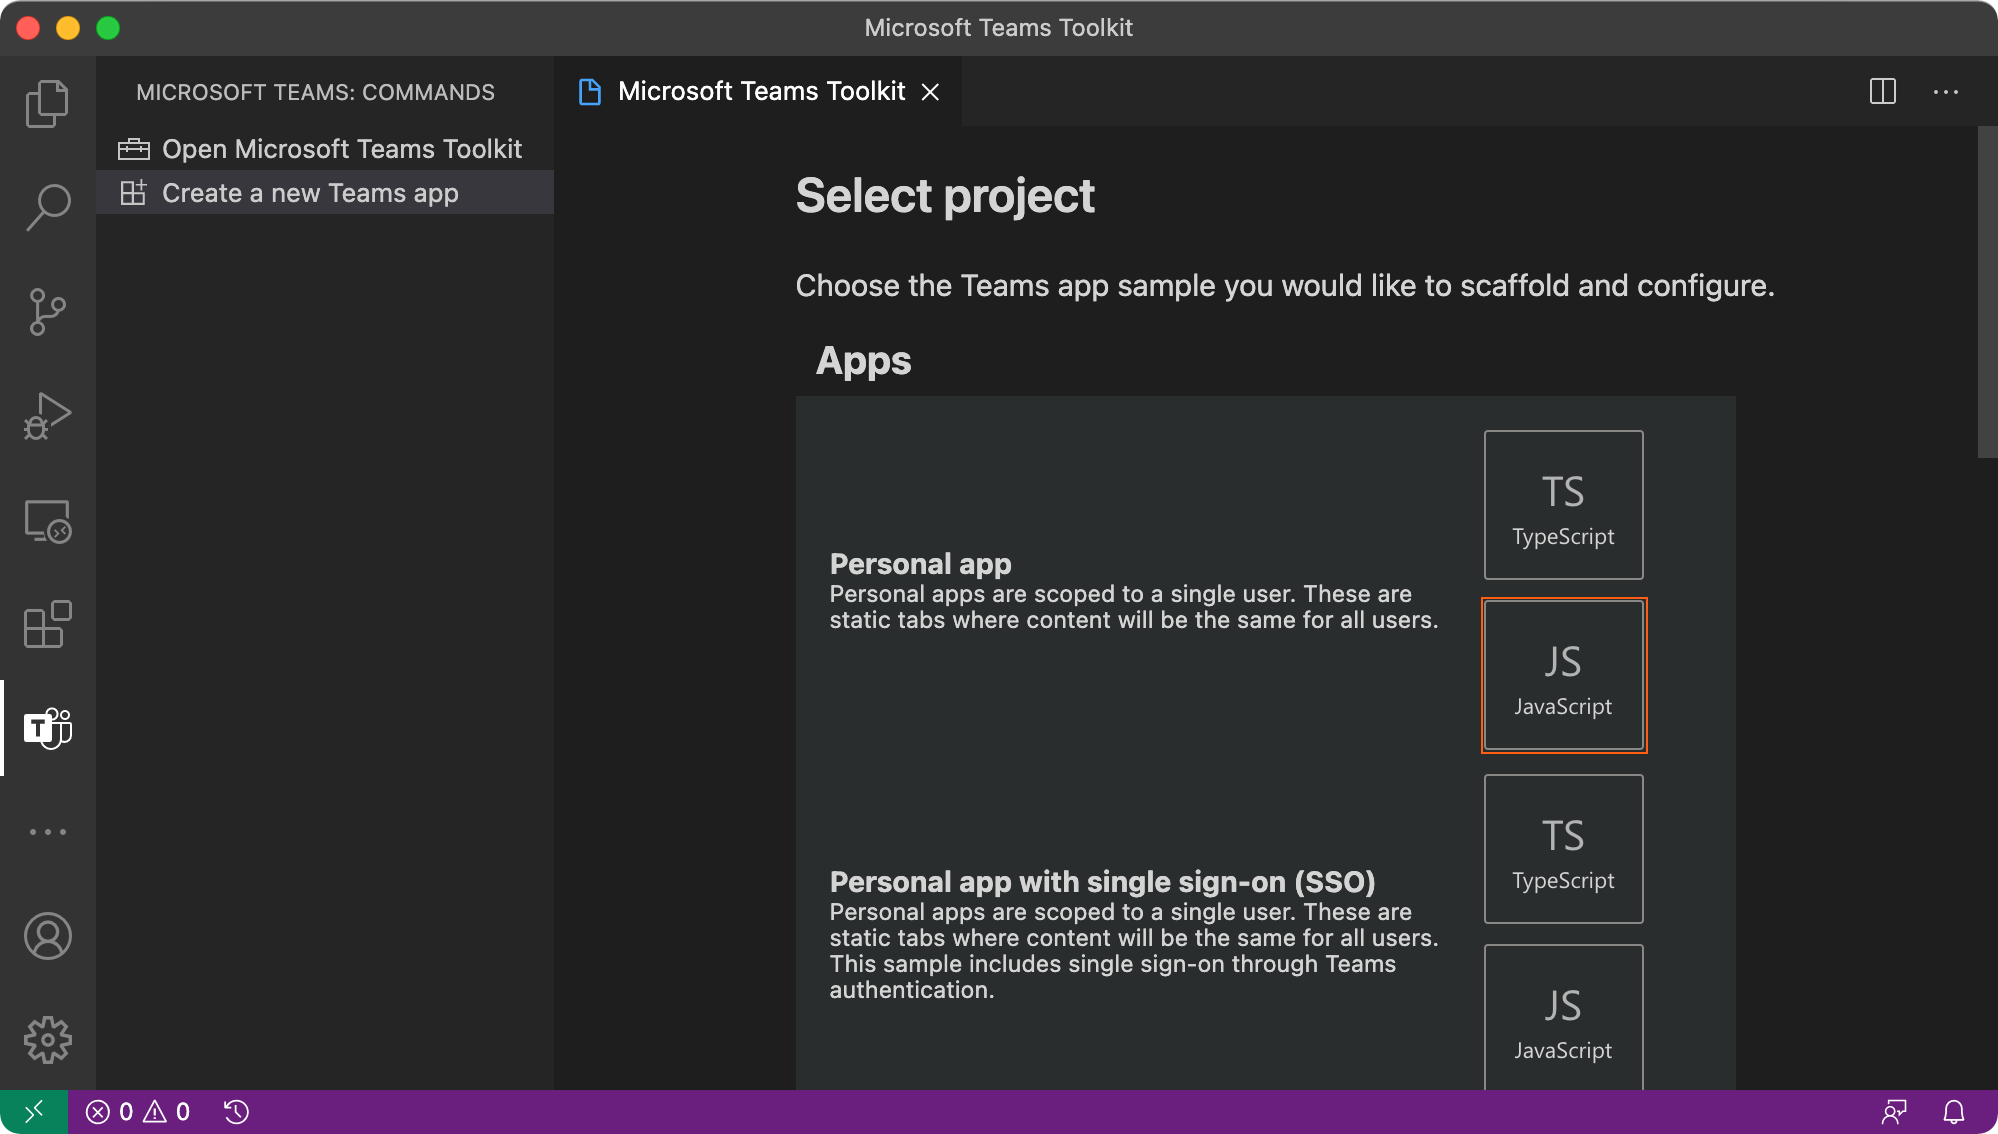 Microsoft Teams Toolkit
MICROSOFT TEAMS: COMMANDS
Open Microsoft Teams Toolkit
Create a new Teams app
Microsoft Teams Toolkit
Select project
Choose the Teams app sample you would like to scaffold and configure.
Apps
Personal app
Personal apps are scoped to a single user. These are
static tabs where content will be the same for all users.
TS
TypeScript
JS
JavaScript
Personal app with single sign-on (SSO)
Personal apps are scoped to a single user. These are
static tabs where content will be the same for all users.
This sample includes single sign-on through Teams
authentication.
TS
TypeScript
JS
JavaScript
T
0 0